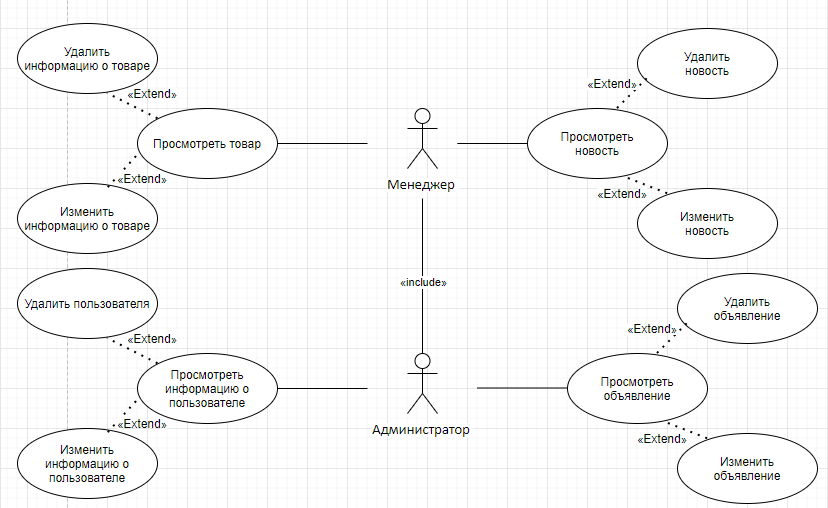 Удалить
информацию о товаре
«Extend»
Просмотреть товар
«Extend»
Изменить
информацию о товаре
Менеджер
Удалить
новость
«Extend»
Просмотреть
новость
«Extend»
Изменить
новость
«include»
Удалить пользователя
«Extend»
Просмотреть
информацию о
пользователе
«Extend»
Изменить
информацию о
пользователе
Администратор
Удалить
объявление
«Extend»
Просмотреть
объявление
«Extend»
Изменить
объявление